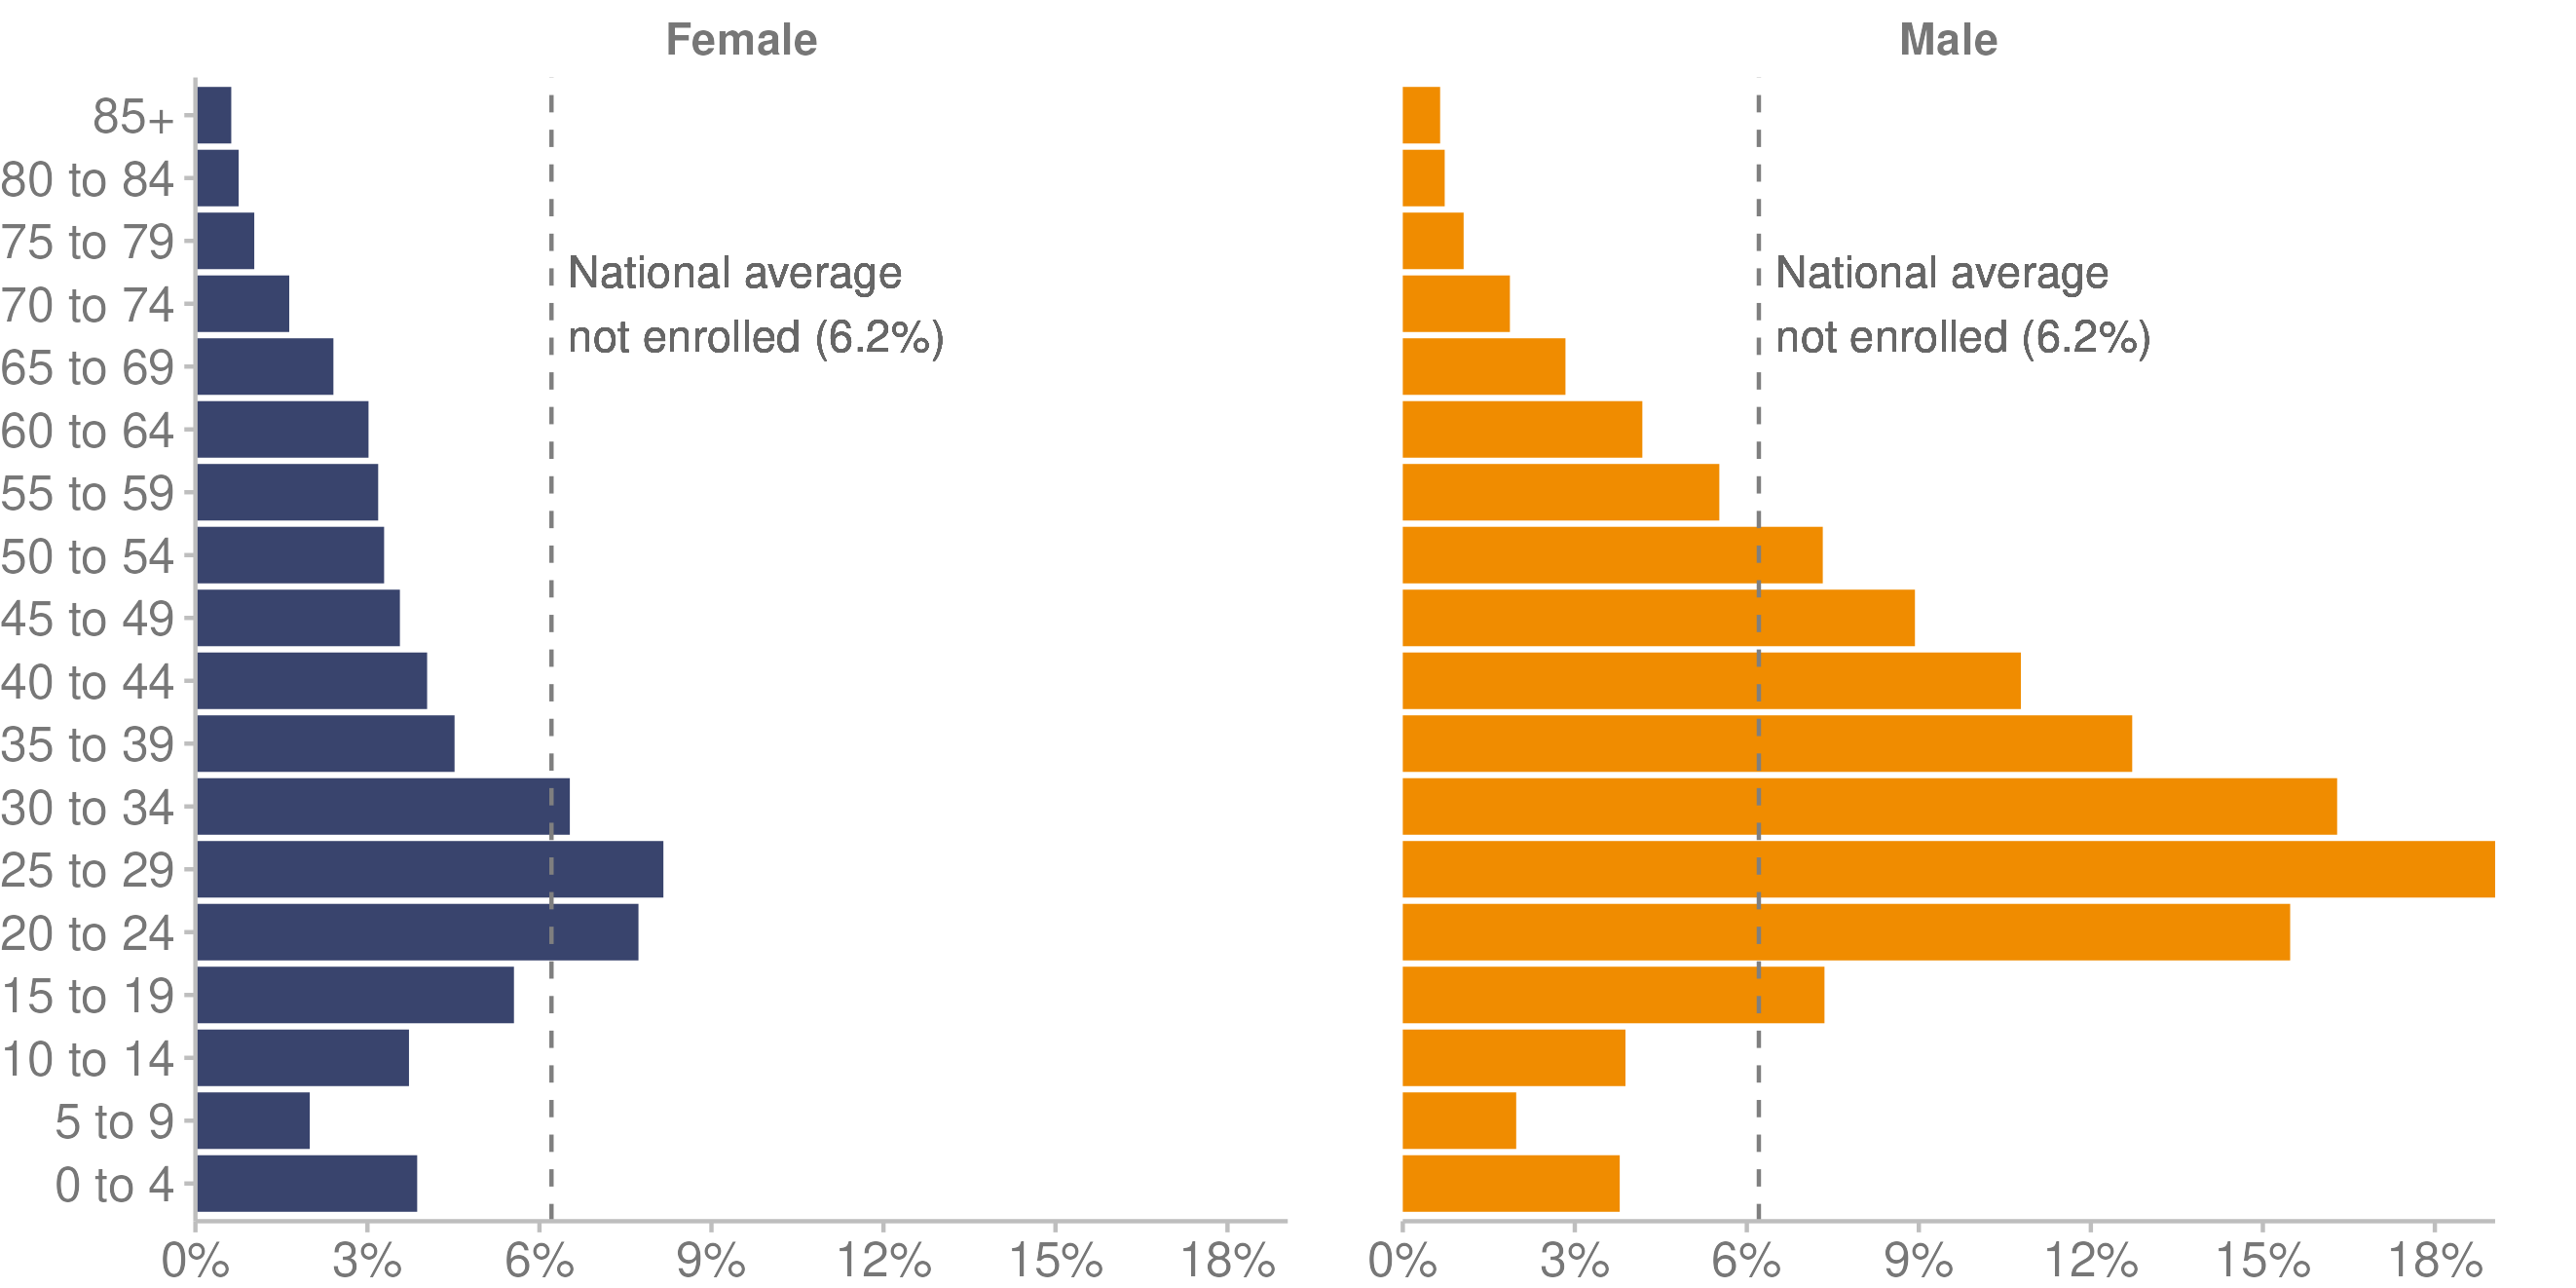 Female
Male
85+
80 to 84
75 to 79
70 to 74
65 to 69
60 to 64
55 to 59
50 to 54
45 to 49
40 to 44
35 to 39
30 to 34
25 to 29
20 to 24
15 to 19
10 to 14
5 to 9
0 to 4
National average
not enrolled (6.2%)
National average
not enrolled (6.2%)
0% 3% 6% 9% 12% 15% 18%
0% 3% 6% 9% 12% 15% 18%